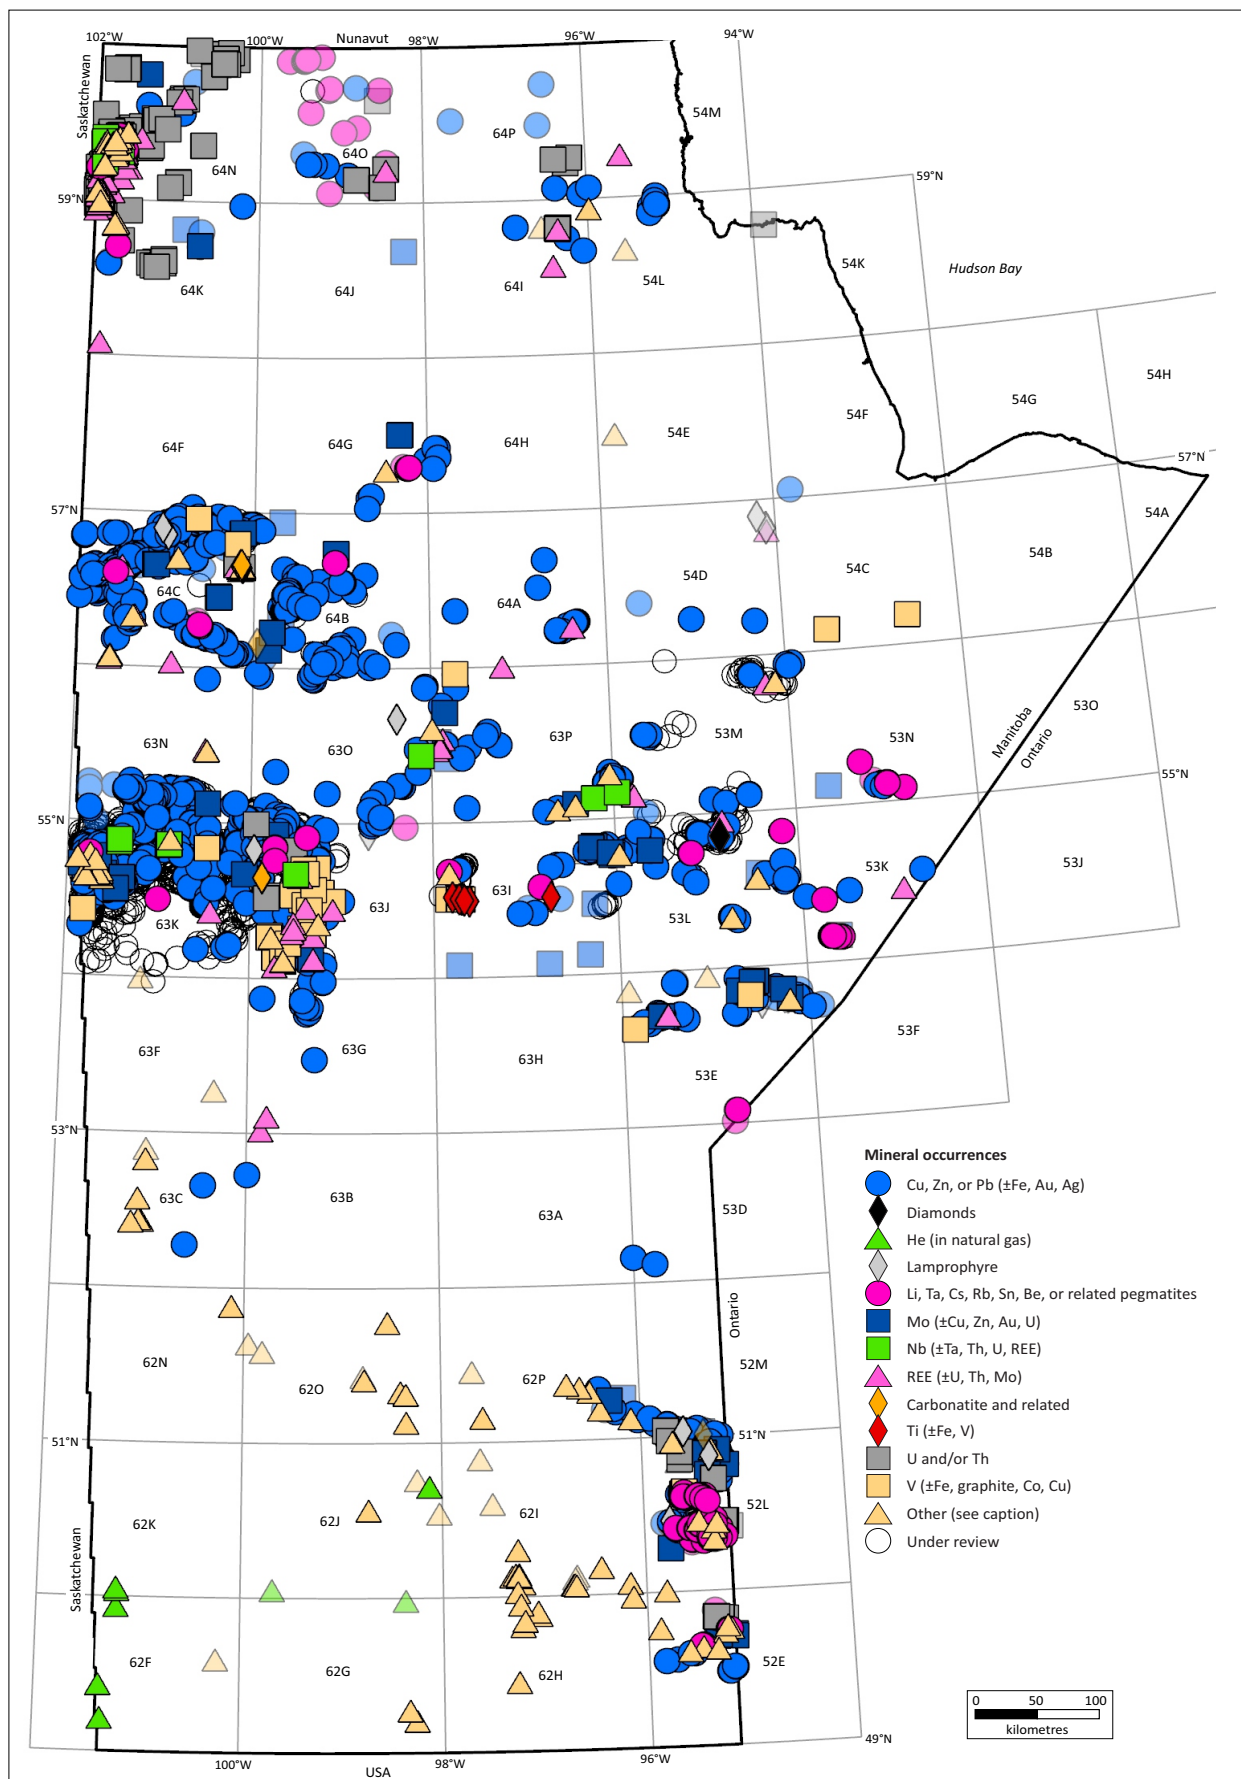 102°W
100°W
Nunavut
98°W
96°W
94°W
Saskatchewan
54M
64P
64O
64N
59°N
59°N
54K
Hudson Bay
64K
64J
64I
54L
54H
54G
54F
64F
64G
64H
54E
57°N
57°N
54A
54B
64C
64B
64A
54D
54C
63N
63O
63P
53M
53N
53O
Manitoba
Ontario
55°N
55°N
63K
63J
63I
53L
53K
53J
63F
63G
63H
53E
53F
53°N
63C
63B
63A
53D
Mineral occurrences
Cu, Zn, or Pb (±Fe, Au, Ag)
Diamonds
He (in natural gas)
Lamprophyre
Li, Ta, Cs, Rb, Sn, Be, or related pegmatites
Mo (±Cu, Zn, Au, U)
Nb (±Ta, Th, U, REE)
REE (±U, Th, Mo)
Carbonatite and related
Ti (±Fe, V)
U and/or Th
V (±Fe, graphite, Co, Cu)
Other (see caption)
Under review
Ontario
62N
62O
62P
52M
51°N
51°N
62K
62J
62I
52L
Saskatchewan
62F
62G
62H
52E
0 50 100
kilometres
49°N
100°W
98°W
96°W
USA